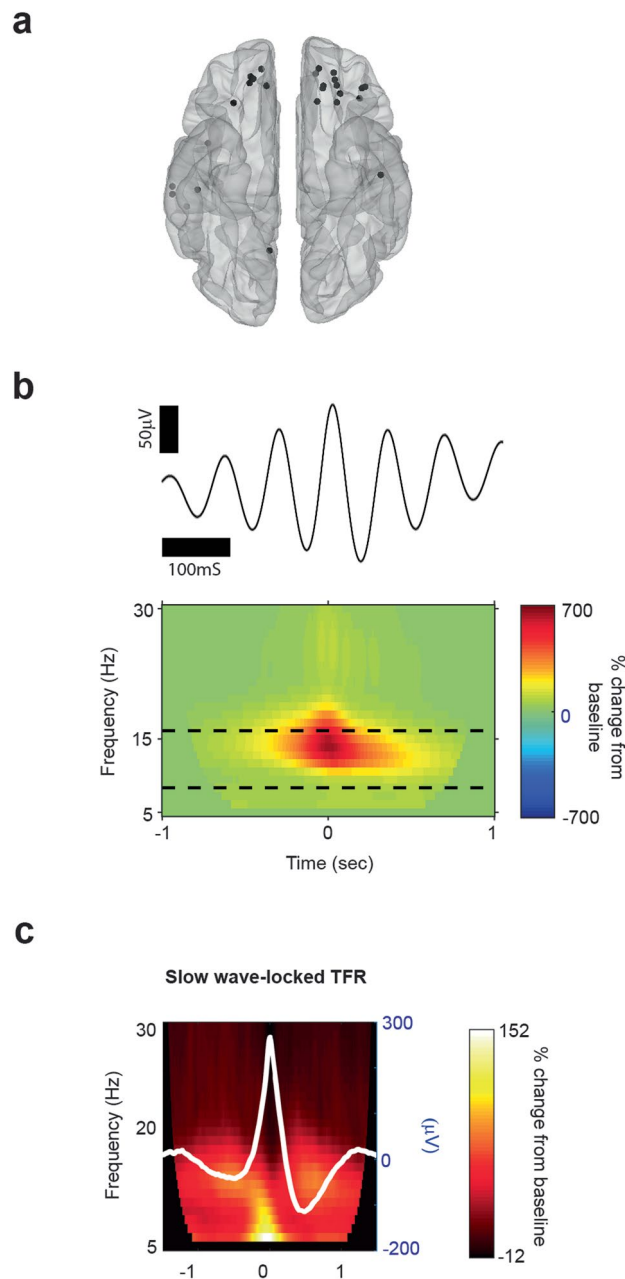 a
b
50μV
100mS
30
15
5
Frequency (Hz)
-1
0
1
Time (sec)
700
0
-700
% change from
baseline
c
Slow wave-locked TFR
30
20
5
Frequency (Hz)
-1
0
1
300
0
-200
(μV)
152
-12
% change from baseline